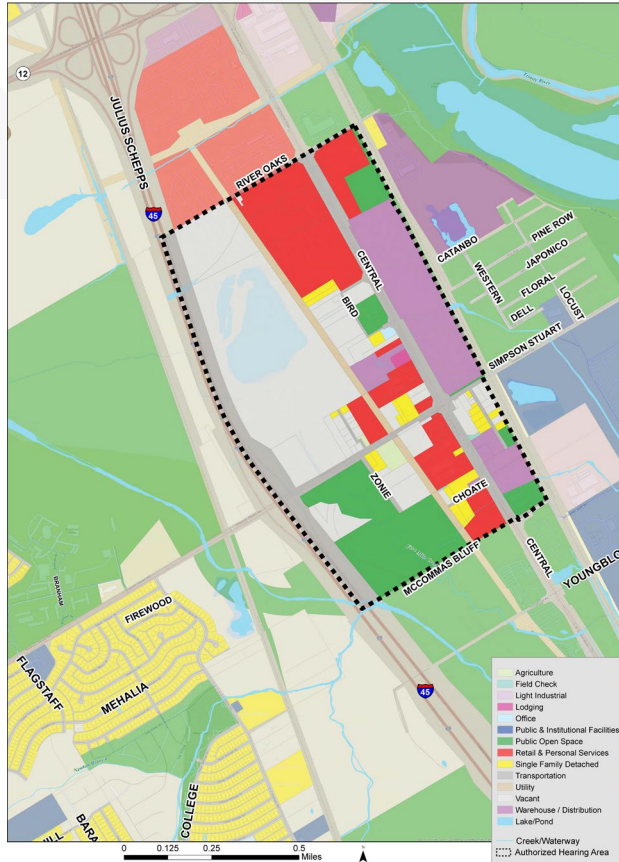 12
JULIUS SCHEPPS
45
RIVER OAKS
CENTRAL
BIRD
CATANBO
PINE ROW
WESTERN
JAPONICO
FLORAL
DELL
LOCUST
SIMPSON STUART
ZONIE
CHOATE
MCCOMMAS BLUFF
CENTRAL
YOUNGBLO
BRANHAM
FIREWOOD
FLAGSTAFF
MEHALIA
COLLEGE
45
BARA
Trinity River
Agriculture
Field Check
Light Industrial
Lodging
Office
Public & Institutional Facilities
Public Open Space
Retail & Personal Services
Single Family Detached
Transportation
Utility
Vacant
Warehouse / Distribution
Lake/Pond
Creek/Waterway
Authorized Hearing Area
0 0.125 0.25 0.5
Miles
N